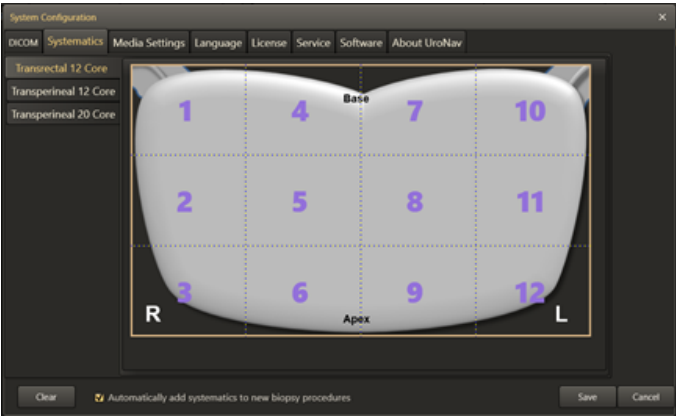 System Configuration ×
DICOM Systematics Media Settings Language License Service Software About UroNav
Transrectal 12 Core
Transperineal 12 Core
Transperineal 20 Core
Base
1 4 7 10
2 5 8 11
3 6 9 12
R L
Apex
Clear Automatically add systematics to new biopsy procedures Save Cancel